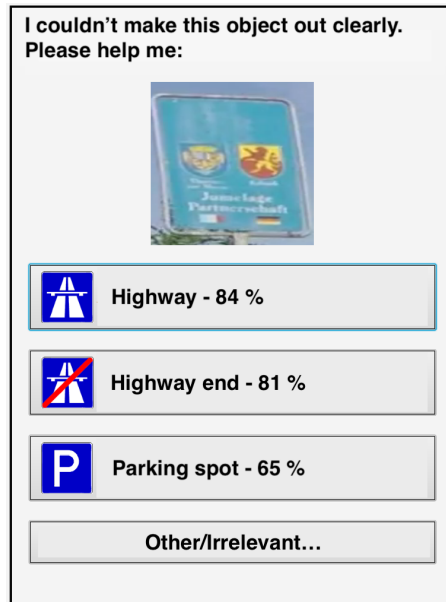 I couldn't make this object out clearly.
Please help me:
Jumelage
Partnerschaft
Highway - 84 %
Highway end - 81 %
P
Parking spot - 65 %
Other/Irrelevant...